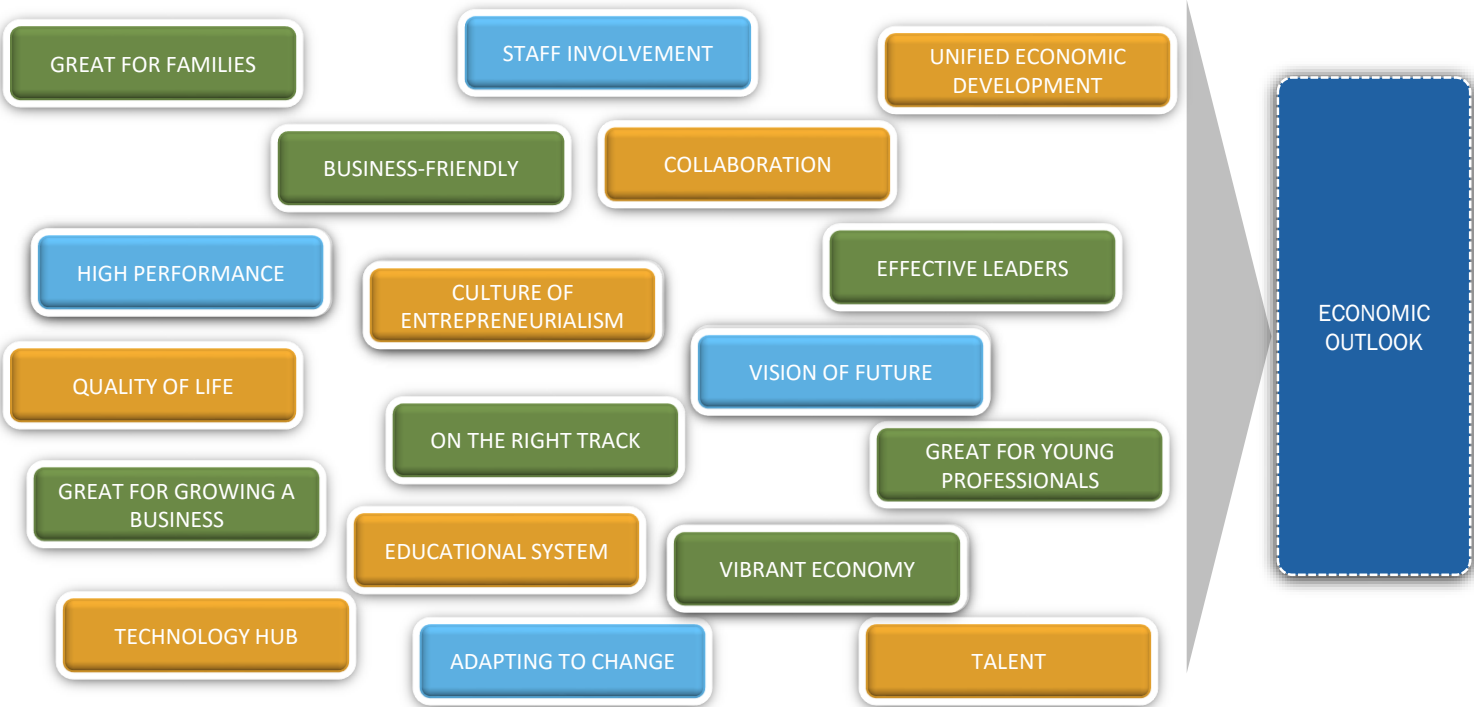 GREAT FOR FAMILIES
STAFF INVOLVEMENT
UNIFIED ECONOMIC
DEVELOPMENT
BUSINESS-FRIENDLY
COLLABORATION
HIGH PERFORMANCE
CULTURE OF
ENTREPRENEURIALISM
EFFECTIVE LEADERS
QUALITY OF LIFE
VISION OF FUTURE
ON THE RIGHT TRACK
GREAT FOR YOUNG
PROFESSIONALS
GREAT FOR GROWING A
BUSINESS
EDUCATIONAL SYSTEM
VIBRANT ECONOMY
TECHNOLOGY HUB
ADAPTING TO CHANGE
TALENT
ECONOMIC
OUTLOOK